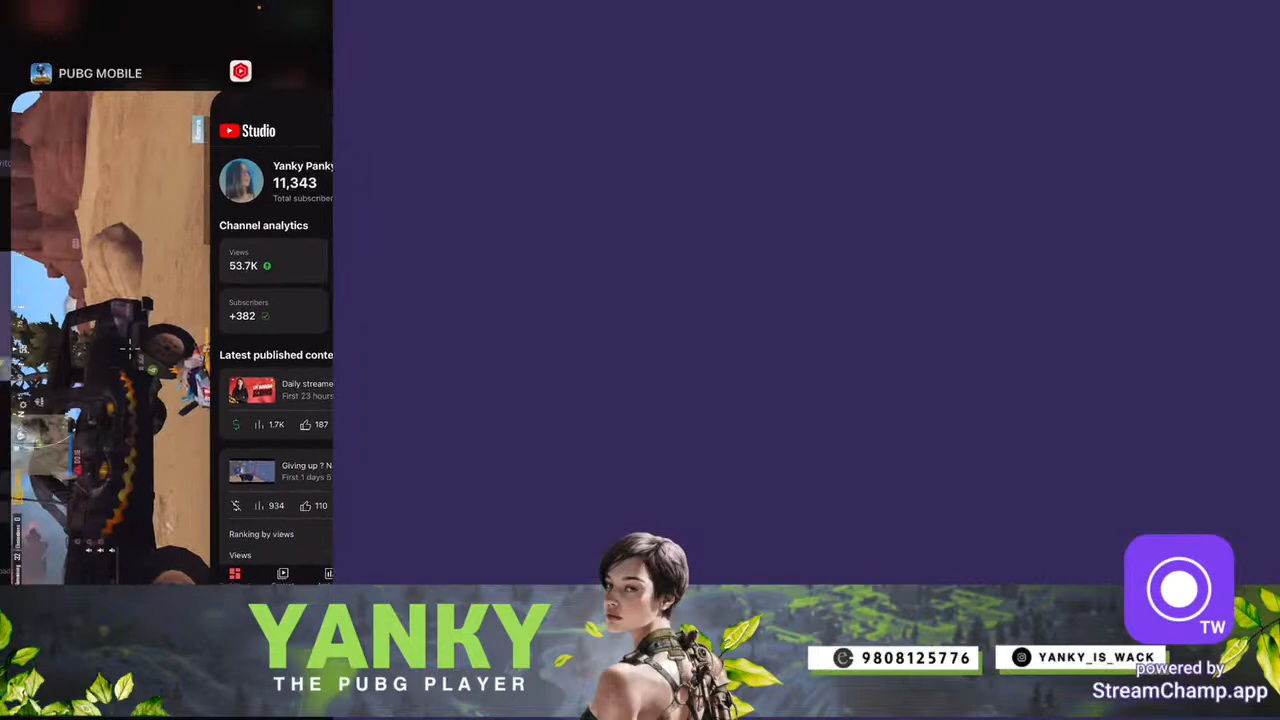 PUBG MOBILE
Studio
Yanky Panky
11,343
Total subscriber
Channel analytics
Views
53.7K
Subscribers
+382
Latest published conte
Daily streame
First 23 hours
1.7K
187
Giving up ? N
First 1 days 5
934
110
Ranking by views
Views
YANKY
THE PUBG PLAYER
9808125776
YANKY_IS_WACK
TW
powered by
StreamChamp.app